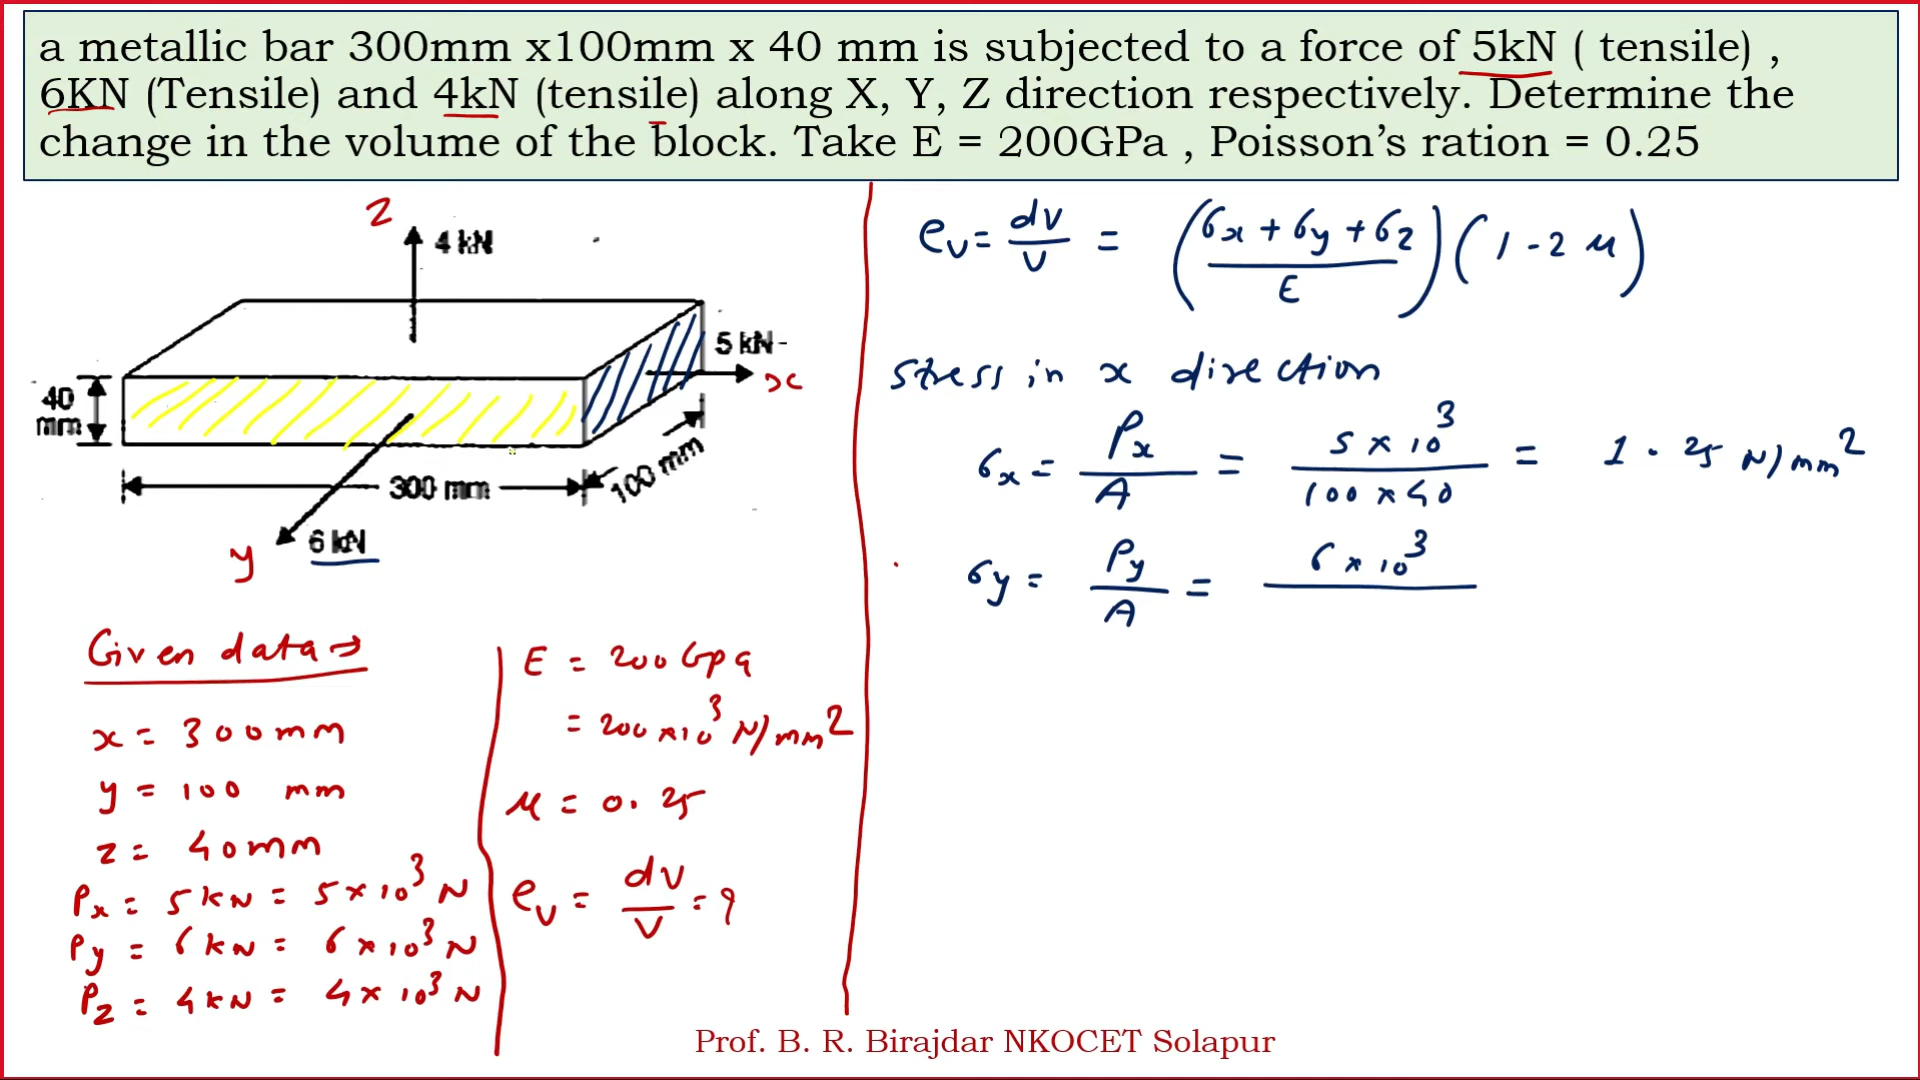 a metallic bar 300mm x100mm x 40 mm is subjected to a force of 5kN ( tensile) ,
6KN (Tensile) and 4kN (tensile) along X, Y, Z direction respectively. Determine the
change in the volume of the block. Take E = 200GPa , Poisson’s ration = 0.25
z
4 kN
5 kN
x
40
mm
300 mm
100 mm
6 kN
y
Given data →
x = 300mm
y = 100 mm
z = 40mm
Px = 5kN = 5×10³ N
Py = 6kN = 6×10³ N
Pz = 4kN = 4×10³ N
E = 200Gpa
= 200×10³ N/mm²
μ = 0.25
ev = dv/v = ?
ev = dv/v = ((σx + σy + σz)/E) (1-2μ)
stress in x direction
σx = Px/A = 5×10³/100×40 = 1.25 N/mm²
σy = Py/A = 6×10³
Prof. B. R. Birajdar NKOCET Solapur